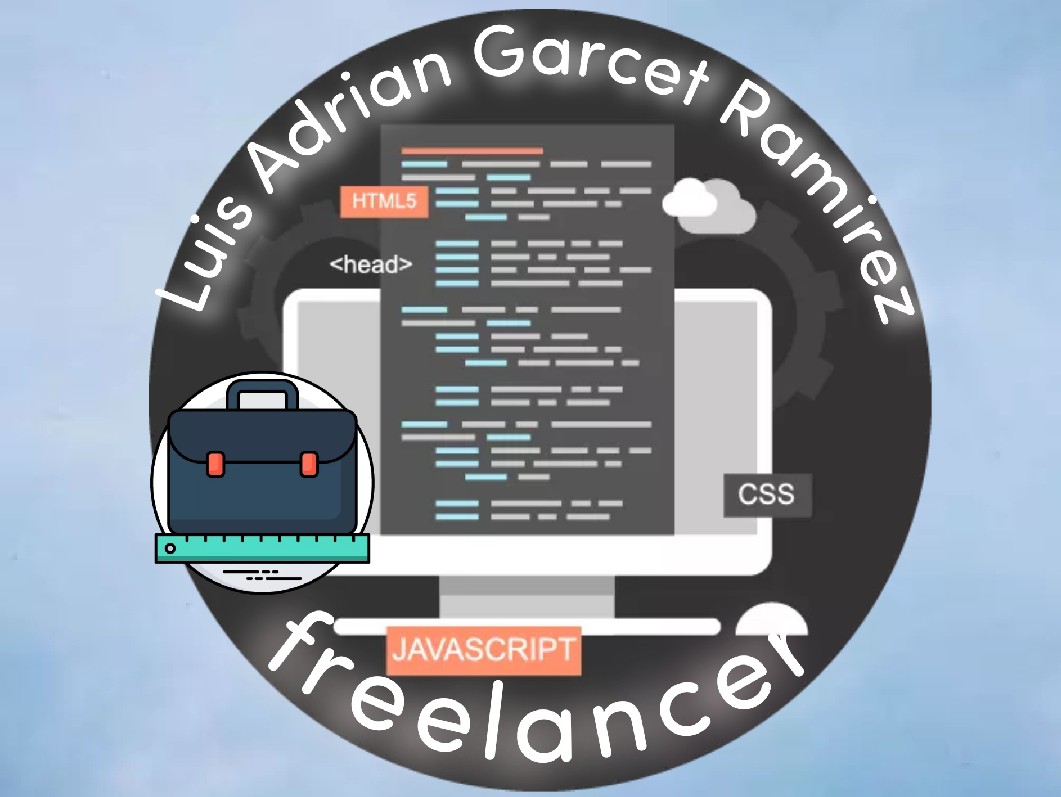 Luis Adrian Garcet Ramirez
HTML5
<head>
CSS
JAVASCRIPT
freelancer